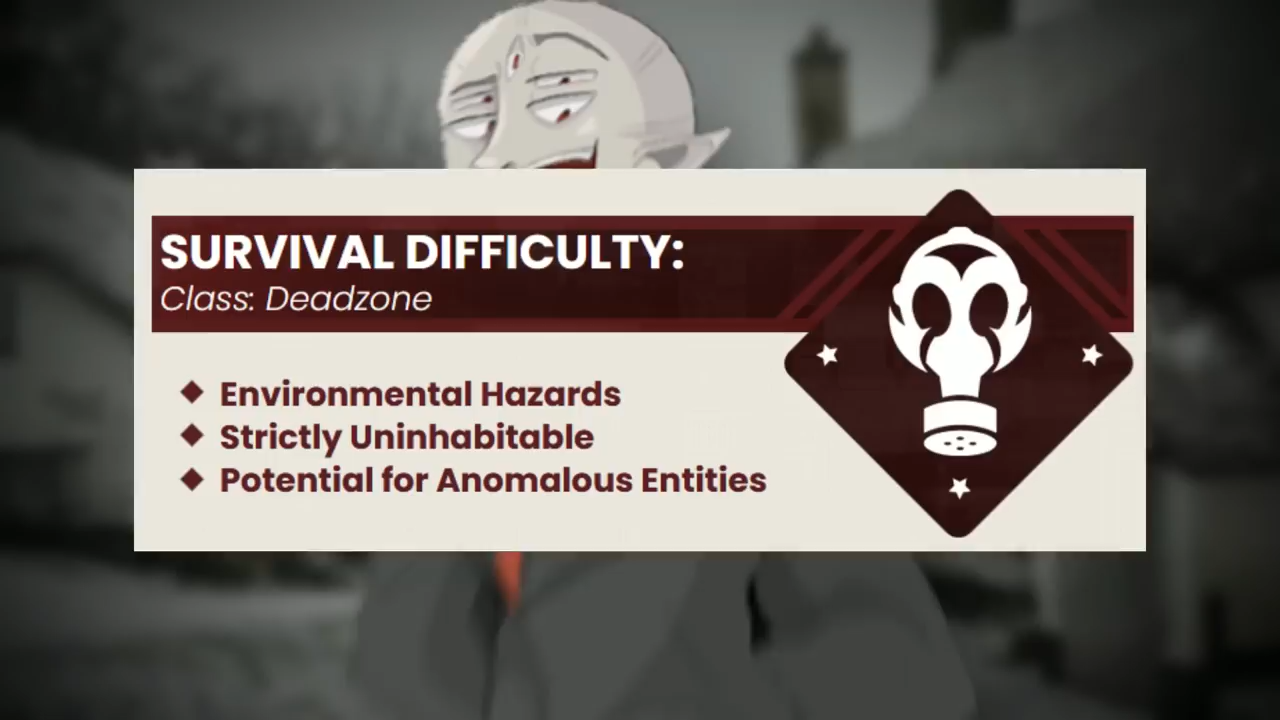 SURVIVAL DIFFICULTY:
Class: Deadzone
Environmental Hazards
Strictly Uninhabitable
Potential for Anomalous Entities